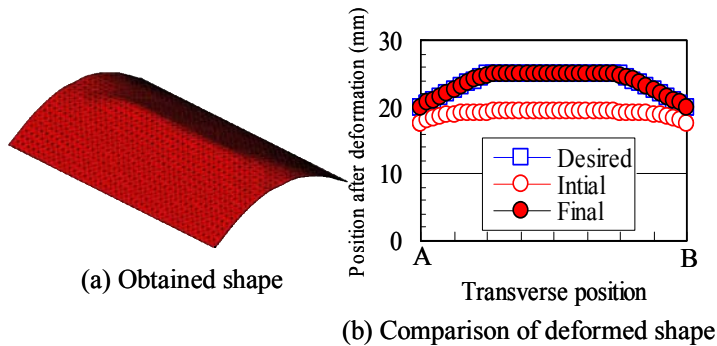 (a) Obtained shape
Position after deformation (mm)
30
20
10
0
Desired
Intial
Final
A
B
Transverse position
(b) Comparison of deformed shape